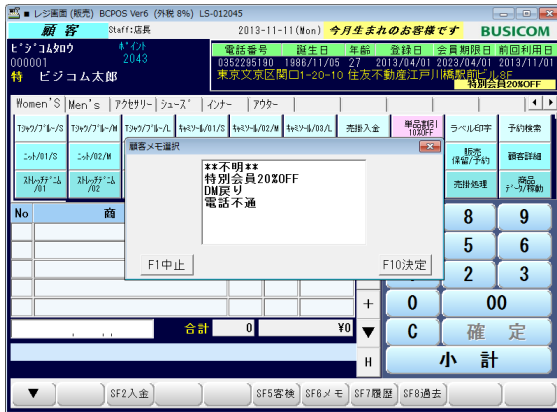 ■ レジ画面 (販売) BCPOS Ver6 (外税 8%) LS-012045
顧 客 Staff:店長 2013-11-11(Mon) 今月生まれのお客様です BUSICOM
ﾋﾞｼﾞｺﾑﾀﾛｳ ﾎﾟｲﾝﾄ 電話番号 誕生日 年齢 登録日 会員期限日 前回利用日
000001 2043 0352295190 1986/11/05 27 2013/04/01 2023/04/01 2013/11/01
特 ビジコム太郎 東京文京区関口1-20-10 住友不動産江戸川橋駅前ビル8F
特別会員20%OFF
Women'S Men's アクセサリー シューズ インナー アウター
Tｼｬﾂ/ﾌﾞﾙｰ/S Tｼｬﾂ/ﾌﾞﾙｰ/M Tｼｬﾂ/ﾌﾞﾙｰ/L ｷｬﾐｿｰﾙ/01/S ｷｬﾐｿｰﾙ/02/M ｷｬﾐｿｰﾙ/03/L 売掛入金 単品割引 10%OFF ラベル印字 予約検索
ﾆｯﾄ/01/S ﾆｯﾄ/02/M 販売 保留/予約 顧客詳細
ｽﾄﾚｯﾁﾃﾞﾆﾑ /01 ｽﾄﾚｯﾁﾃﾞﾆﾑ /02 売掛処理 商品 ﾃﾞｰﾀ/稼動
顧客メモ選択
**不明**
特別会員20%OFF
DM戻り
電話不通
F1中止 F10決定
No 商
8 9
5 6
2 3
+ 0 00
合計 0 ¥0 ▼ C 確 定
H 小 計
▼ SF2入金 SF5客検 SF6メモ SF7履歴 SF8過去